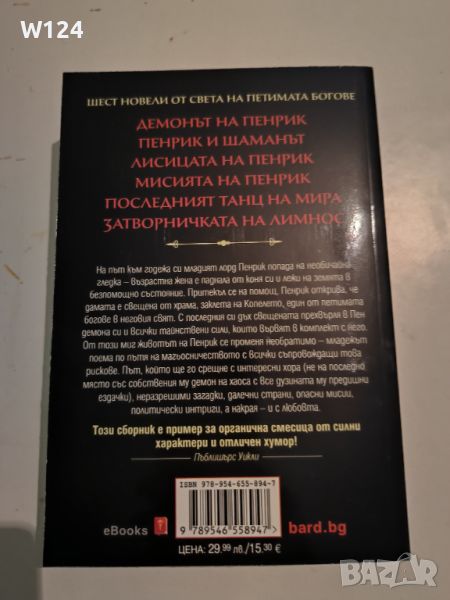 W124
ШЕСТ НОВЕЛИ ОТ СВЕТА НА ПЕТИМАТА БОГОВЕ
ДЕМОНЪТ НА ПЕНРИК
ПЕНРИК И ШАМАНЪТ
ЛИСИЦАТА НА ПЕНРИК
МИСИЯТА НА ПЕНРИК
ПОСЛЕДНИЯТ ТАНЦ НА МИРА
ЗАТВОРНИЧКАТА НА ЛИМНОС
На път към годежа си младият лорд Пенрик попада на необичайна
гледка – възрастна жена е паднала от коня си и лежи на земята в
безпомощно състояние. Притекъл се на помощ, Пенрик открива, че
дамата е свещена от храма, заклета на Копелето, един от петимата
богове в неговия свят. С последния си дъх свещената прехвърля в Пен
демона си и всички тайнствени сили, които вървят в комплект с него.
От този миг животът на Пенрик се променя необратимо – младежът
поема по пътя на магьосничеството с всички съпровождащи това
рискове. Път, който ще го срещне с интересни хора (не на последно
място със собствения му демон на хаоса с все дузината му предишни
ездачки), неразрешими загадки, далечни страни, опасни мисии,
политически интриги, а накрая – и с любовта.
Този сборник е пример за органична смесица от силни
характери и отличен хумор!
Пъблишърс Уикли
ISBN 978-954-655-894-7
9 789546 558947
eBooks
bard.bg
ЦЕНА: 29.99 лв./15.30 €
BAZAR